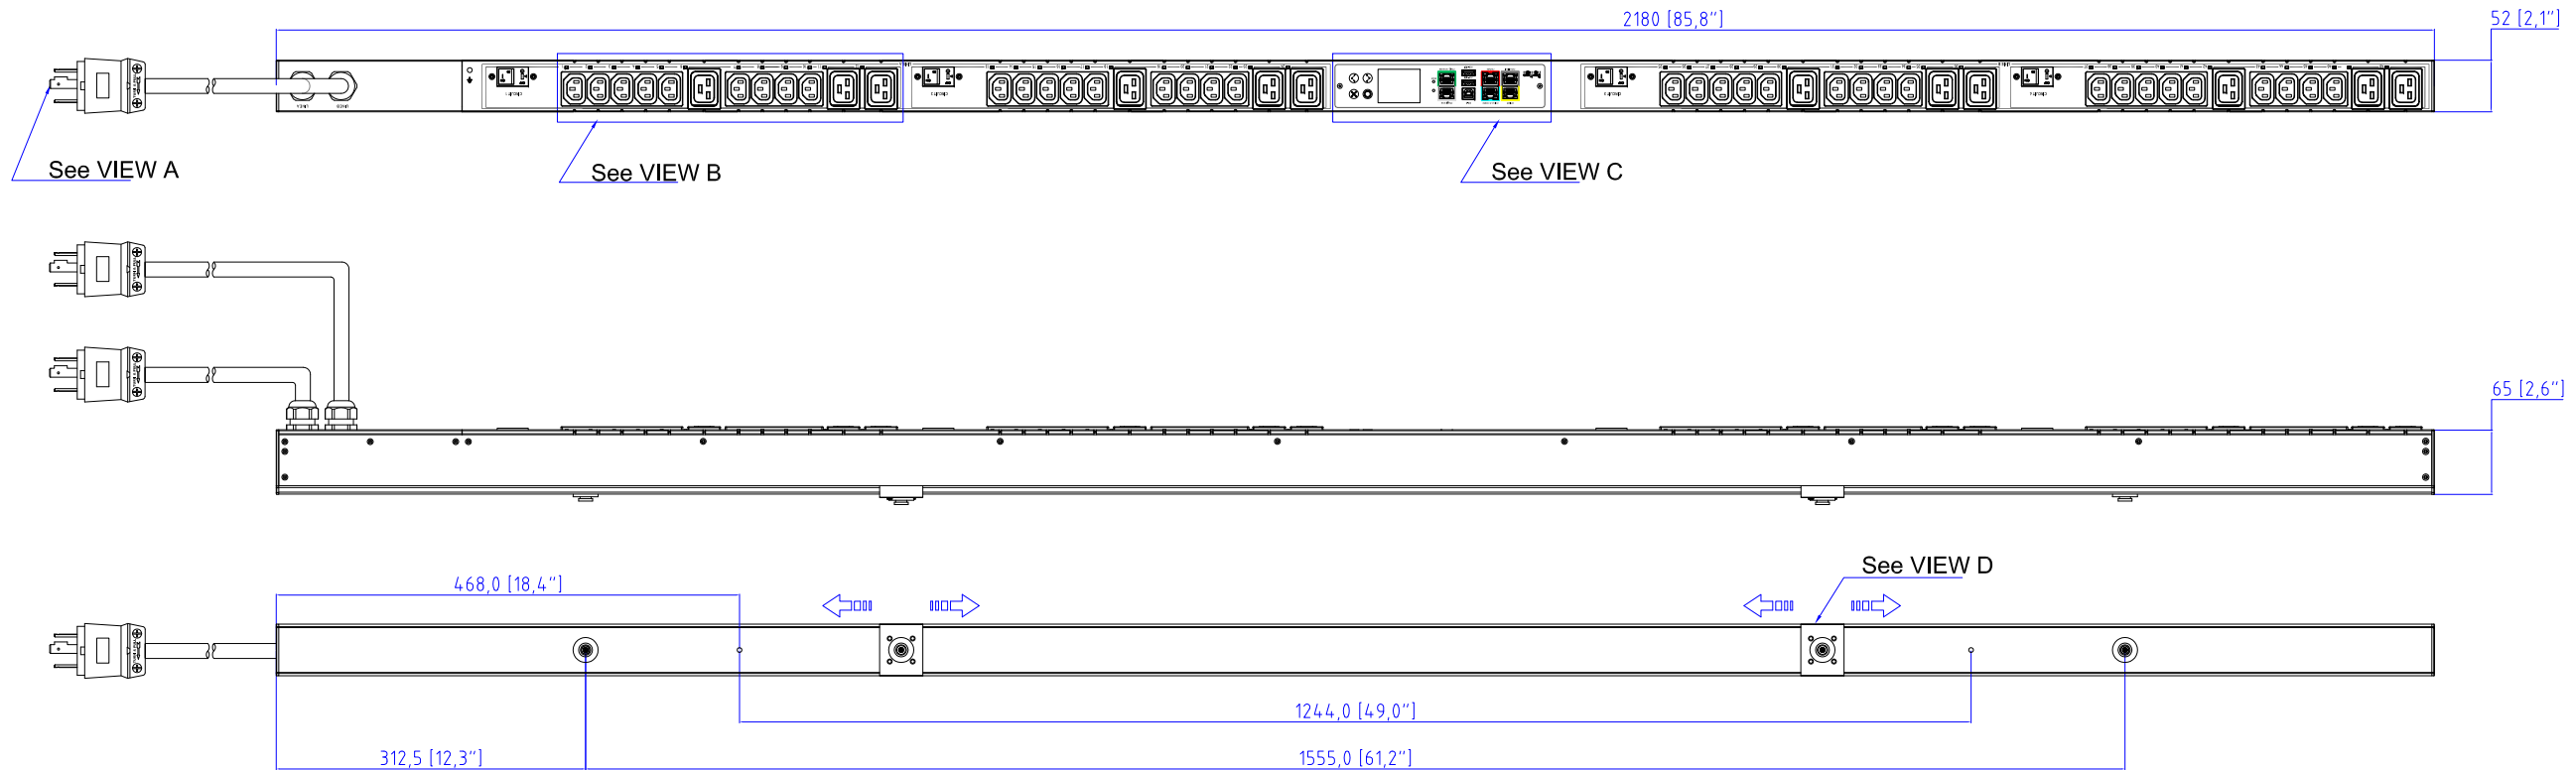 2180 [85,8"]
52 [2,1"]
See VIEW A
See VIEW B
See VIEW C
65 [2,6"]
See VIEW D
468,0 [18,4"]
1244,0 [49,0"]
312,5 [12,3"]
1555,0 [61,2"]